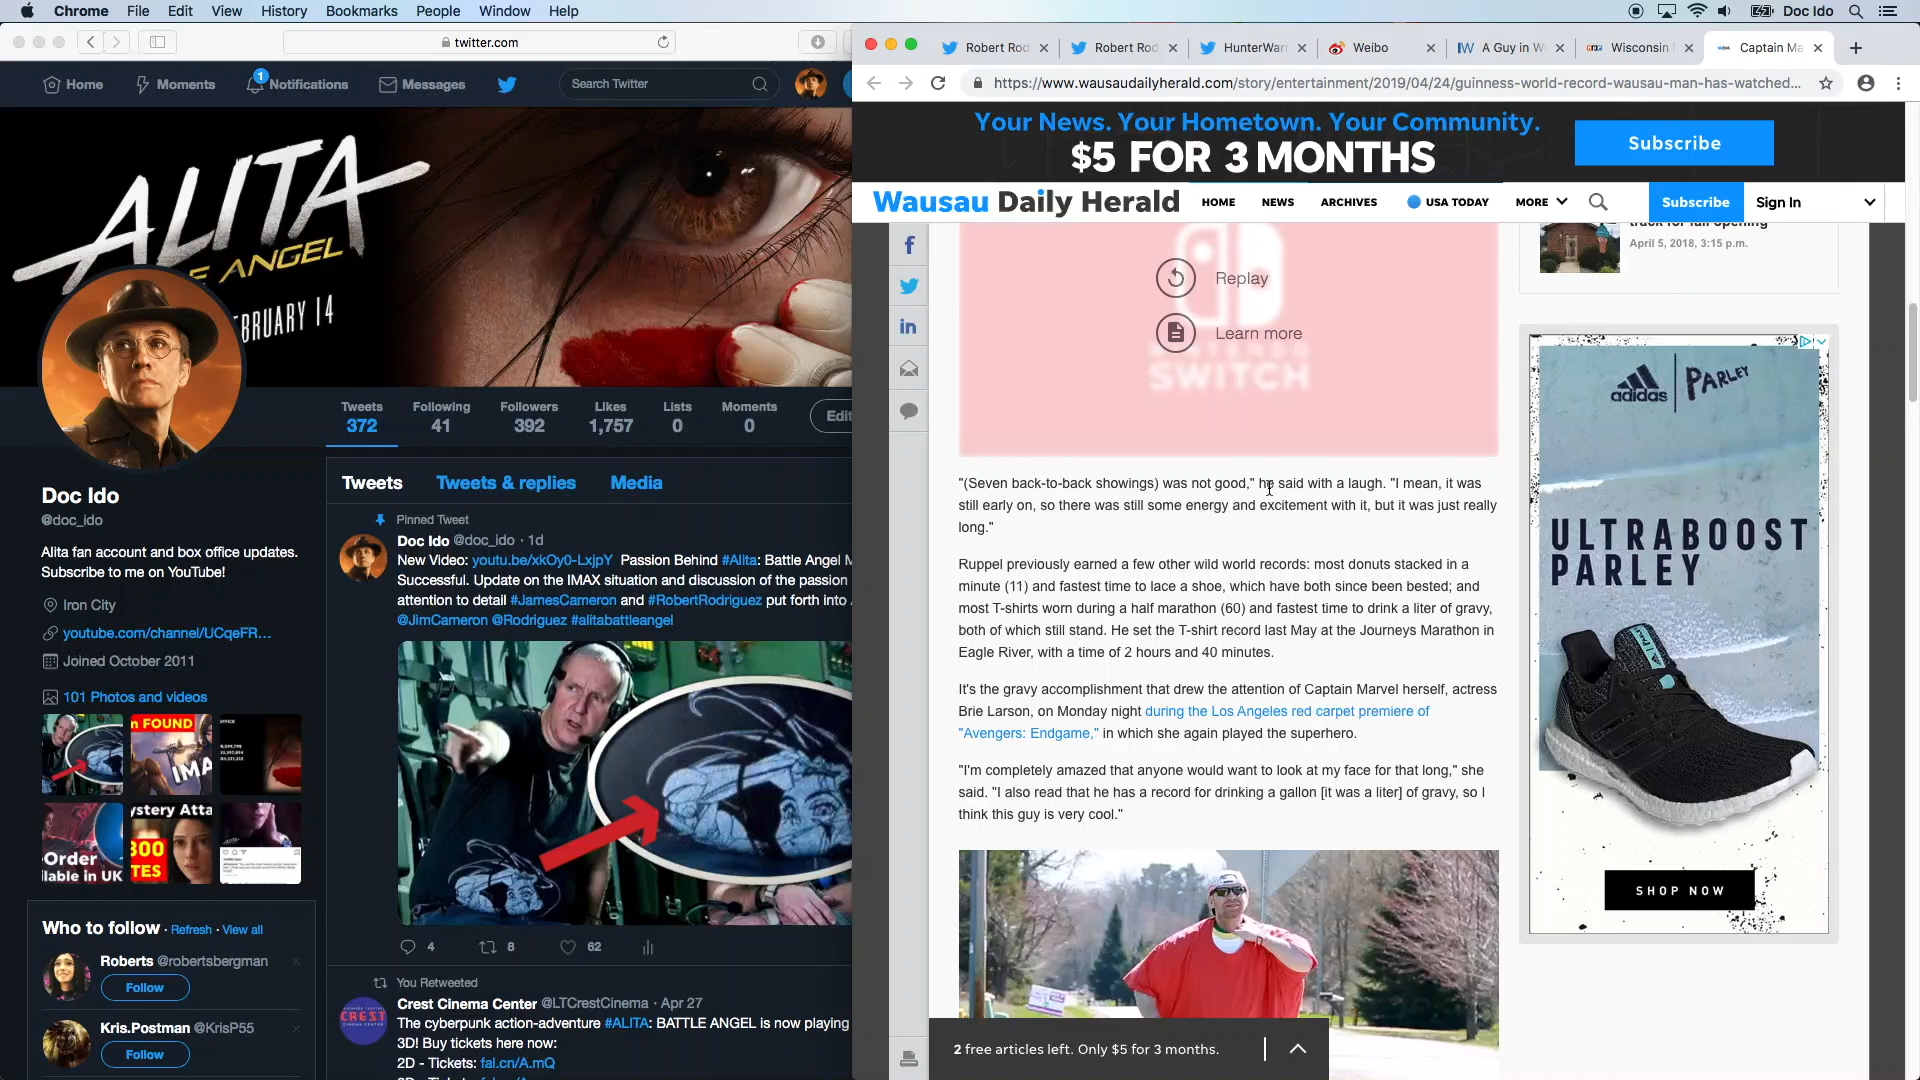 Chrome File Edit View History Bookmarks People Window Help
Doc Ido
twitter.com
Home Moments 1 Notifications Messages Search Twitter
ALITA
LE ANGEL
EBRUARY 14
Tweets Following Followers Likes Lists Moments
372 41 392 1,757 0 0
Edit
Doc Ido
@doc_ido
Alita fan account and box office updates.
Subscribe to me on YouTube!
Iron City
youtube.com/channel/UCqeFR...
Joined October 2011
101 Photos and videos
n FOUND
IMA
-Order
lable in UK
ystery Atta
300
TES
Who to follow · Refresh · View all
Roberts @robertsbergman
Follow
Kris.Postman @KrisP55
Follow
Tweets Tweets & replies Media
Pinned Tweet
Doc Ido @doc_ido · 1d
New Video: youtu.be/xkOy0-LxjpY Passion Behind #Alita: Battle Angel M
Successful. Update on the IMAX situation and discussion of the passion
attention to detail #JamesCameron and #RobertRodriguez put forth into
@JimCameron @Rodriguez #alitabattleangel
4 8 62
You Retweeted
Crest Cinema Center @LTCrestCinema · Apr 27
CREST
The cyberpunk action-adventure #ALITA: BATTLE ANGEL is now playing
3D! Buy tickets here now:
2D - Tickets: fal.cn/A.mQ
Robert Rod Robert Rod HunterWar Weibo A Guy in Wi Wisconsin Captain Ma
https://www.wausaudailyherald.com/story/entertainment/2019/04/24/guinness-world-record-wausau-man-has-watched...
Your News. Your Hometown. Your Community.
$5 FOR 3 MONTHS
Subscribe
Wausau Daily Herald HOME NEWS ARCHIVES USA TODAY MORE Subscribe Sign In
Replay
Learn more
SWITCH
April 5, 2018, 3:15 p.m.
"(Seven back-to-back showings) was not good," he said with a laugh. "I mean, it was
still early on, so there was still some energy and excitement with it, but it was just really
long."
Ruppel previously earned a few other wild world records: most donuts stacked in a
minute (11) and fastest time to lace a shoe, which have both since been bested; and
most T-shirts worn during a half marathon (60) and fastest time to drink a liter of gravy,
both of which still stand. He set the T-shirt record last May at the Journeys Marathon in
Eagle River, with a time of 2 hours and 40 minutes.
It's the gravy accomplishment that drew the attention of Captain Marvel herself, actress
Brie Larson, on Monday night during the Los Angeles red carpet premiere of
"Avengers: Endgame," in which she again played the superhero.
"I'm completely amazed that anyone would want to look at my face for that long," she
said. "I also read that he has a record for drinking a gallon [it was a liter] of gravy, so I
think this guy is very cool."
2 free articles left. Only $5 for 3 months.
adidas PARLEY
ULTRABOOST
PARLEY
SHOP NOW